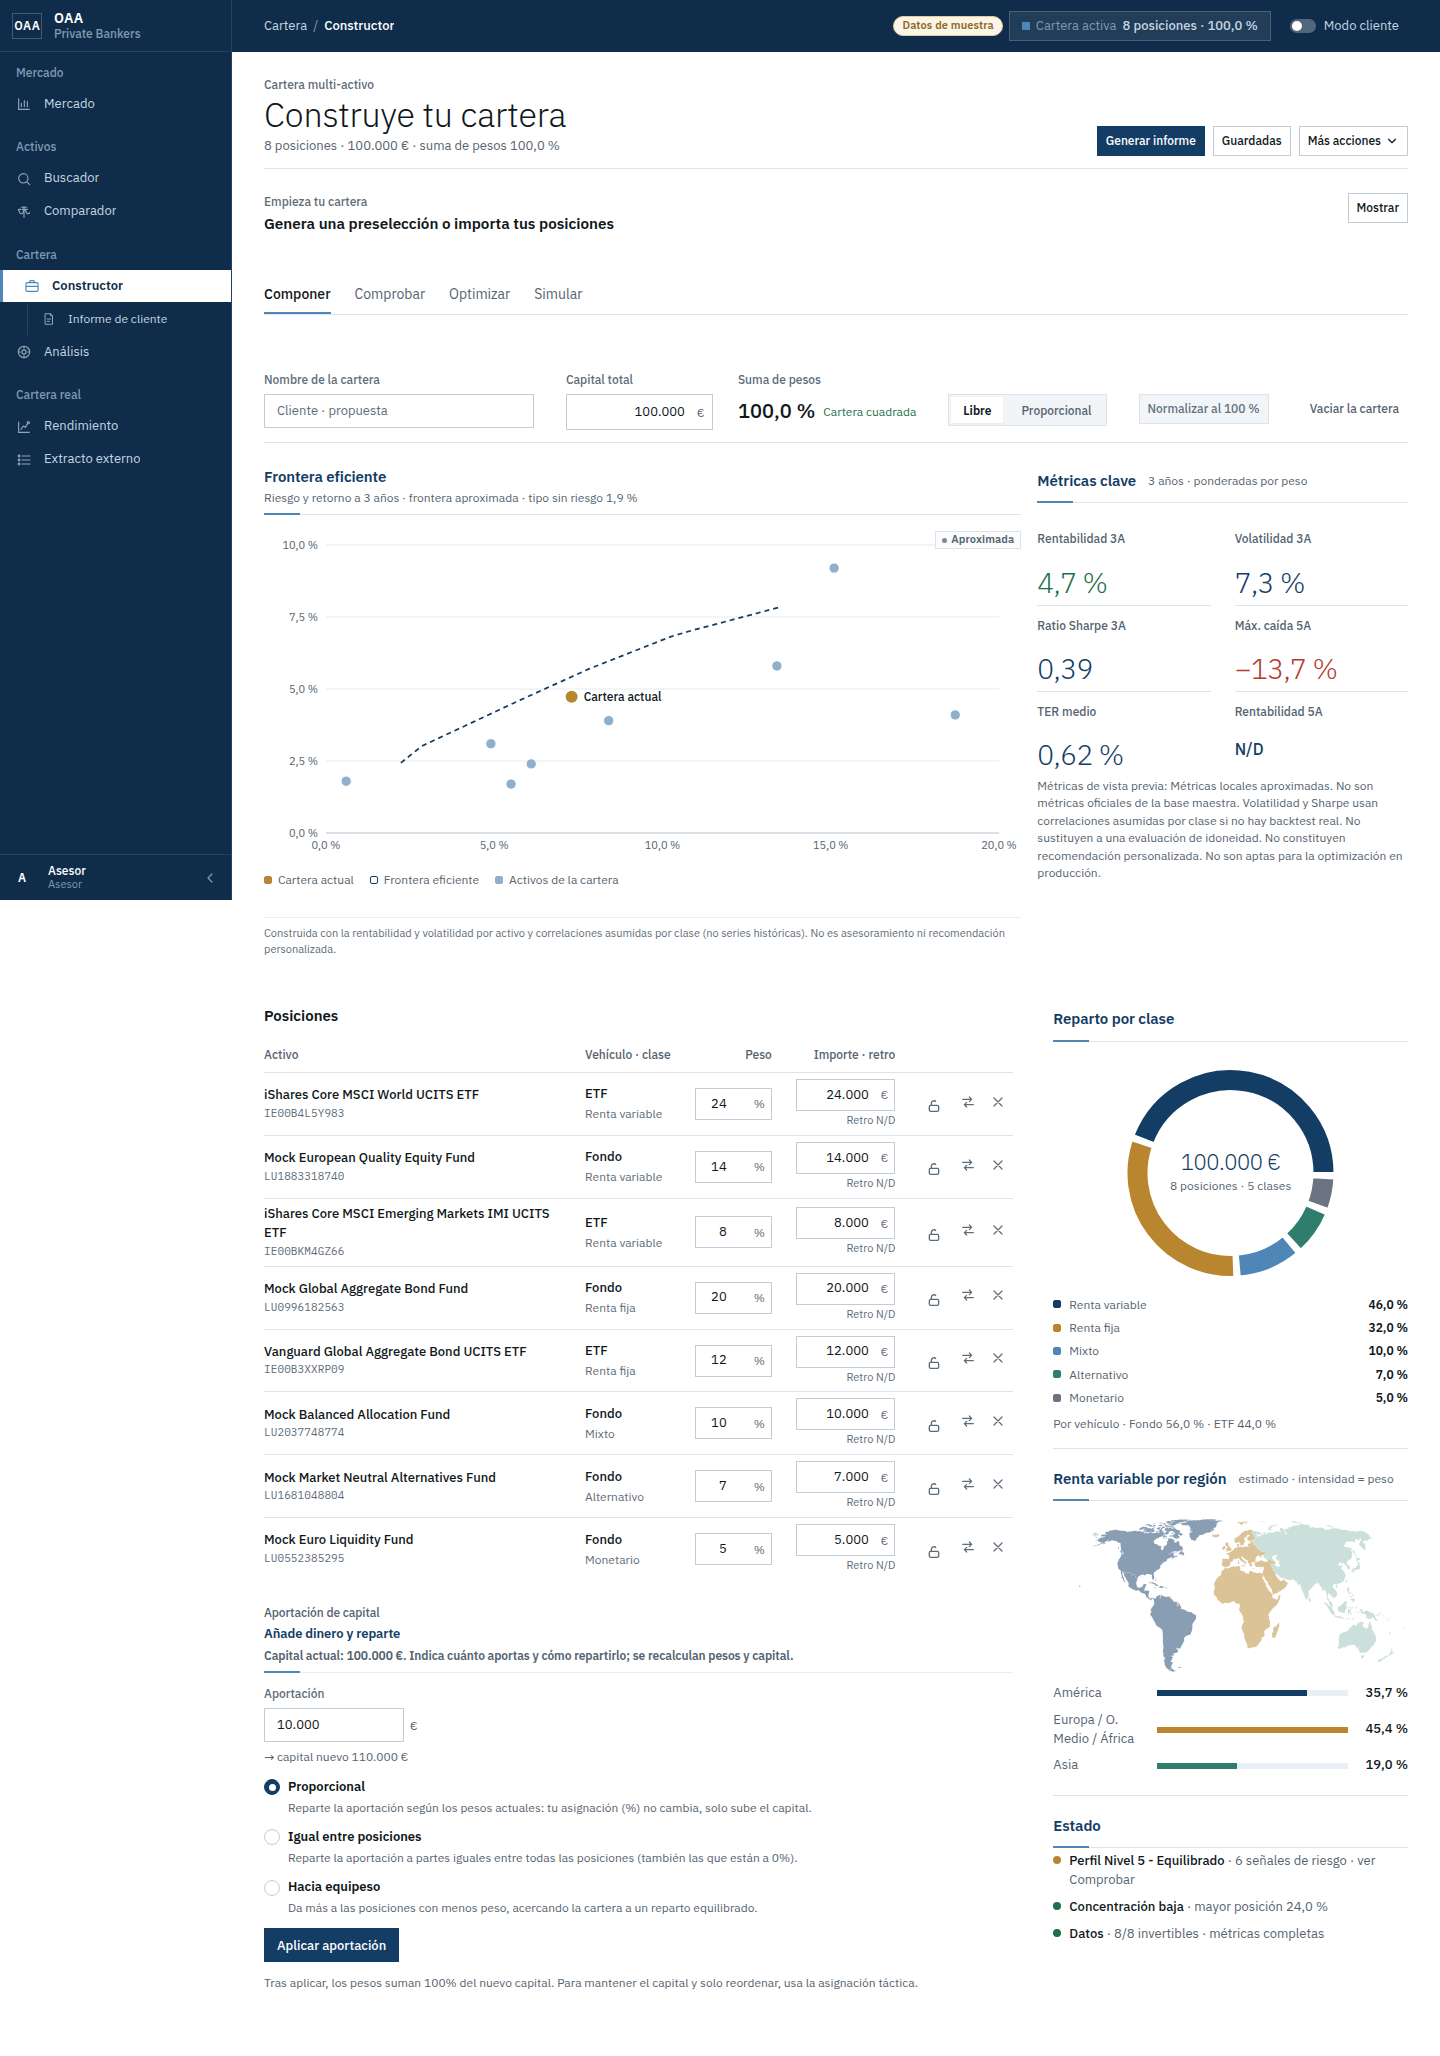 OAA
OAA
Private Bankers
Mercado
Mercado
Activos
Buscador
Comparador
Cartera
Constructor
Informe de cliente
Análisis
Cartera real
Rendimiento
Extracto externo
A
Asesor
Asesor
Cartera / Constructor
Datos de muestra
Cartera activa 8 posiciones · 100,0 %
Modo cliente
Cartera multi-activo
Construye tu cartera
8 posiciones · 100.000 € · suma de pesos 100,0 %
Generar informe
Guardadas
Más acciones
Empieza tu cartera
Genera una preselección o importa tus posiciones
Mostrar
Componer Comprobar Optimizar Simular
Nombre de la cartera
Cliente · propuesta
Capital total
100.000 €
Suma de pesos
100,0 % Cartera cuadrada
Libre Proporcional
Normalizar al 100 %
Vaciar la cartera
Frontera eficiente
Riesgo y retorno a 3 años · frontera aproximada · tipo sin riesgo 1,9 %
Aproximada
10,0 %
7,5 %
5,0 %
2,5 %
0,0 %
Cartera actual
0,0 % 5,0 % 10,0 % 15,0 % 20,0 %
Cartera actual Frontera eficiente Activos de la cartera
Construida con la rentabilidad y volatilidad por activo y correlaciones asumidas por clase (no series históricas). No es asesoramiento ni recomendación
personalizada.
Métricas clave 3 años · ponderadas por peso
Rentabilidad 3A
4,7 %
Volatilidad 3A
7,3 %
Ratio Sharpe 3A
0,39
Máx. caída 5A
−13,7 %
TER medio
0,62 %
Rentabilidad 5A
N/D
Métricas de vista previa: Métricas locales aproximadas. No son
métricas oficiales de la base maestra. Volatilidad y Sharpe usan
correlaciones asumidas por clase si no hay backtest real. No
sustituyen a una evaluación de idoneidad. No constituyen
recomendación personalizada. No son aptas para la optimización en
producción.
Posiciones
Activo Vehículo · clase Peso Importe · retro
iShares Core MSCI World UCITS ETF
IE00B4L5Y983
ETF
Renta variable
24 %
24.000 €
Retro N/D
Mock European Quality Equity Fund
LU1883318740
Fondo
Renta variable
14 %
14.000 €
Retro N/D
iShares Core MSCI Emerging Markets IMI UCITS
ETF
IE00BKM4GZ66
ETF
Renta variable
8 %
8.000 €
Retro N/D
Mock Global Aggregate Bond Fund
LU0996182563
Fondo
Renta fija
20 %
20.000 €
Retro N/D
Vanguard Global Aggregate Bond UCITS ETF
IE00B3XXRP09
ETF
Renta fija
12 %
12.000 €
Retro N/D
Mock Balanced Allocation Fund
LU2037748774
Fondo
Mixto
10 %
10.000 €
Retro N/D
Mock Market Neutral Alternatives Fund
LU1681048804
Fondo
Alternativo
7 %
7.000 €
Retro N/D
Mock Euro Liquidity Fund
LU0552385295
Fondo
Monetario
5 %
5.000 €
Retro N/D
Aportación de capital
Añade dinero y reparte
Capital actual: 100.000 €. Indica cuánto aportas y cómo repartirlo; se recalculan pesos y capital.
Aportación
10.000 €
→ capital nuevo 110.000 €
Proporcional
Reparte la aportación según los pesos actuales: tu asignación (%) no cambia, solo sube el capital.
Igual entre posiciones
Reparte la aportación a partes iguales entre todas las posiciones (también las que están a 0%).
Hacia equipeso
Da más a las posiciones con menos peso, acercando la cartera a un reparto equilibrado.
Aplicar aportación
Tras aplicar, los pesos suman 100% del nuevo capital. Para mantener el capital y solo reordenar, usa la asignación táctica.
Reparto por clase
100.000 €
8 posiciones · 5 clases
Renta variable 46,0 %
Renta fija 32,0 %
Mixto 10,0 %
Alternativo 7,0 %
Monetario 5,0 %
Por vehículo · Fondo 56,0 % · ETF 44,0 %
Renta variable por región estimado · intensidad = peso
América 35,7 %
Europa / O.
Medio / África 45,4 %
Asia 19,0 %
Estado
Perfil Nivel 5 - Equilibrado · 6 señales de riesgo · ver
Comprobar
Concentración baja · mayor posición 24,0 %
Datos · 8/8 invertibles · métricas completas